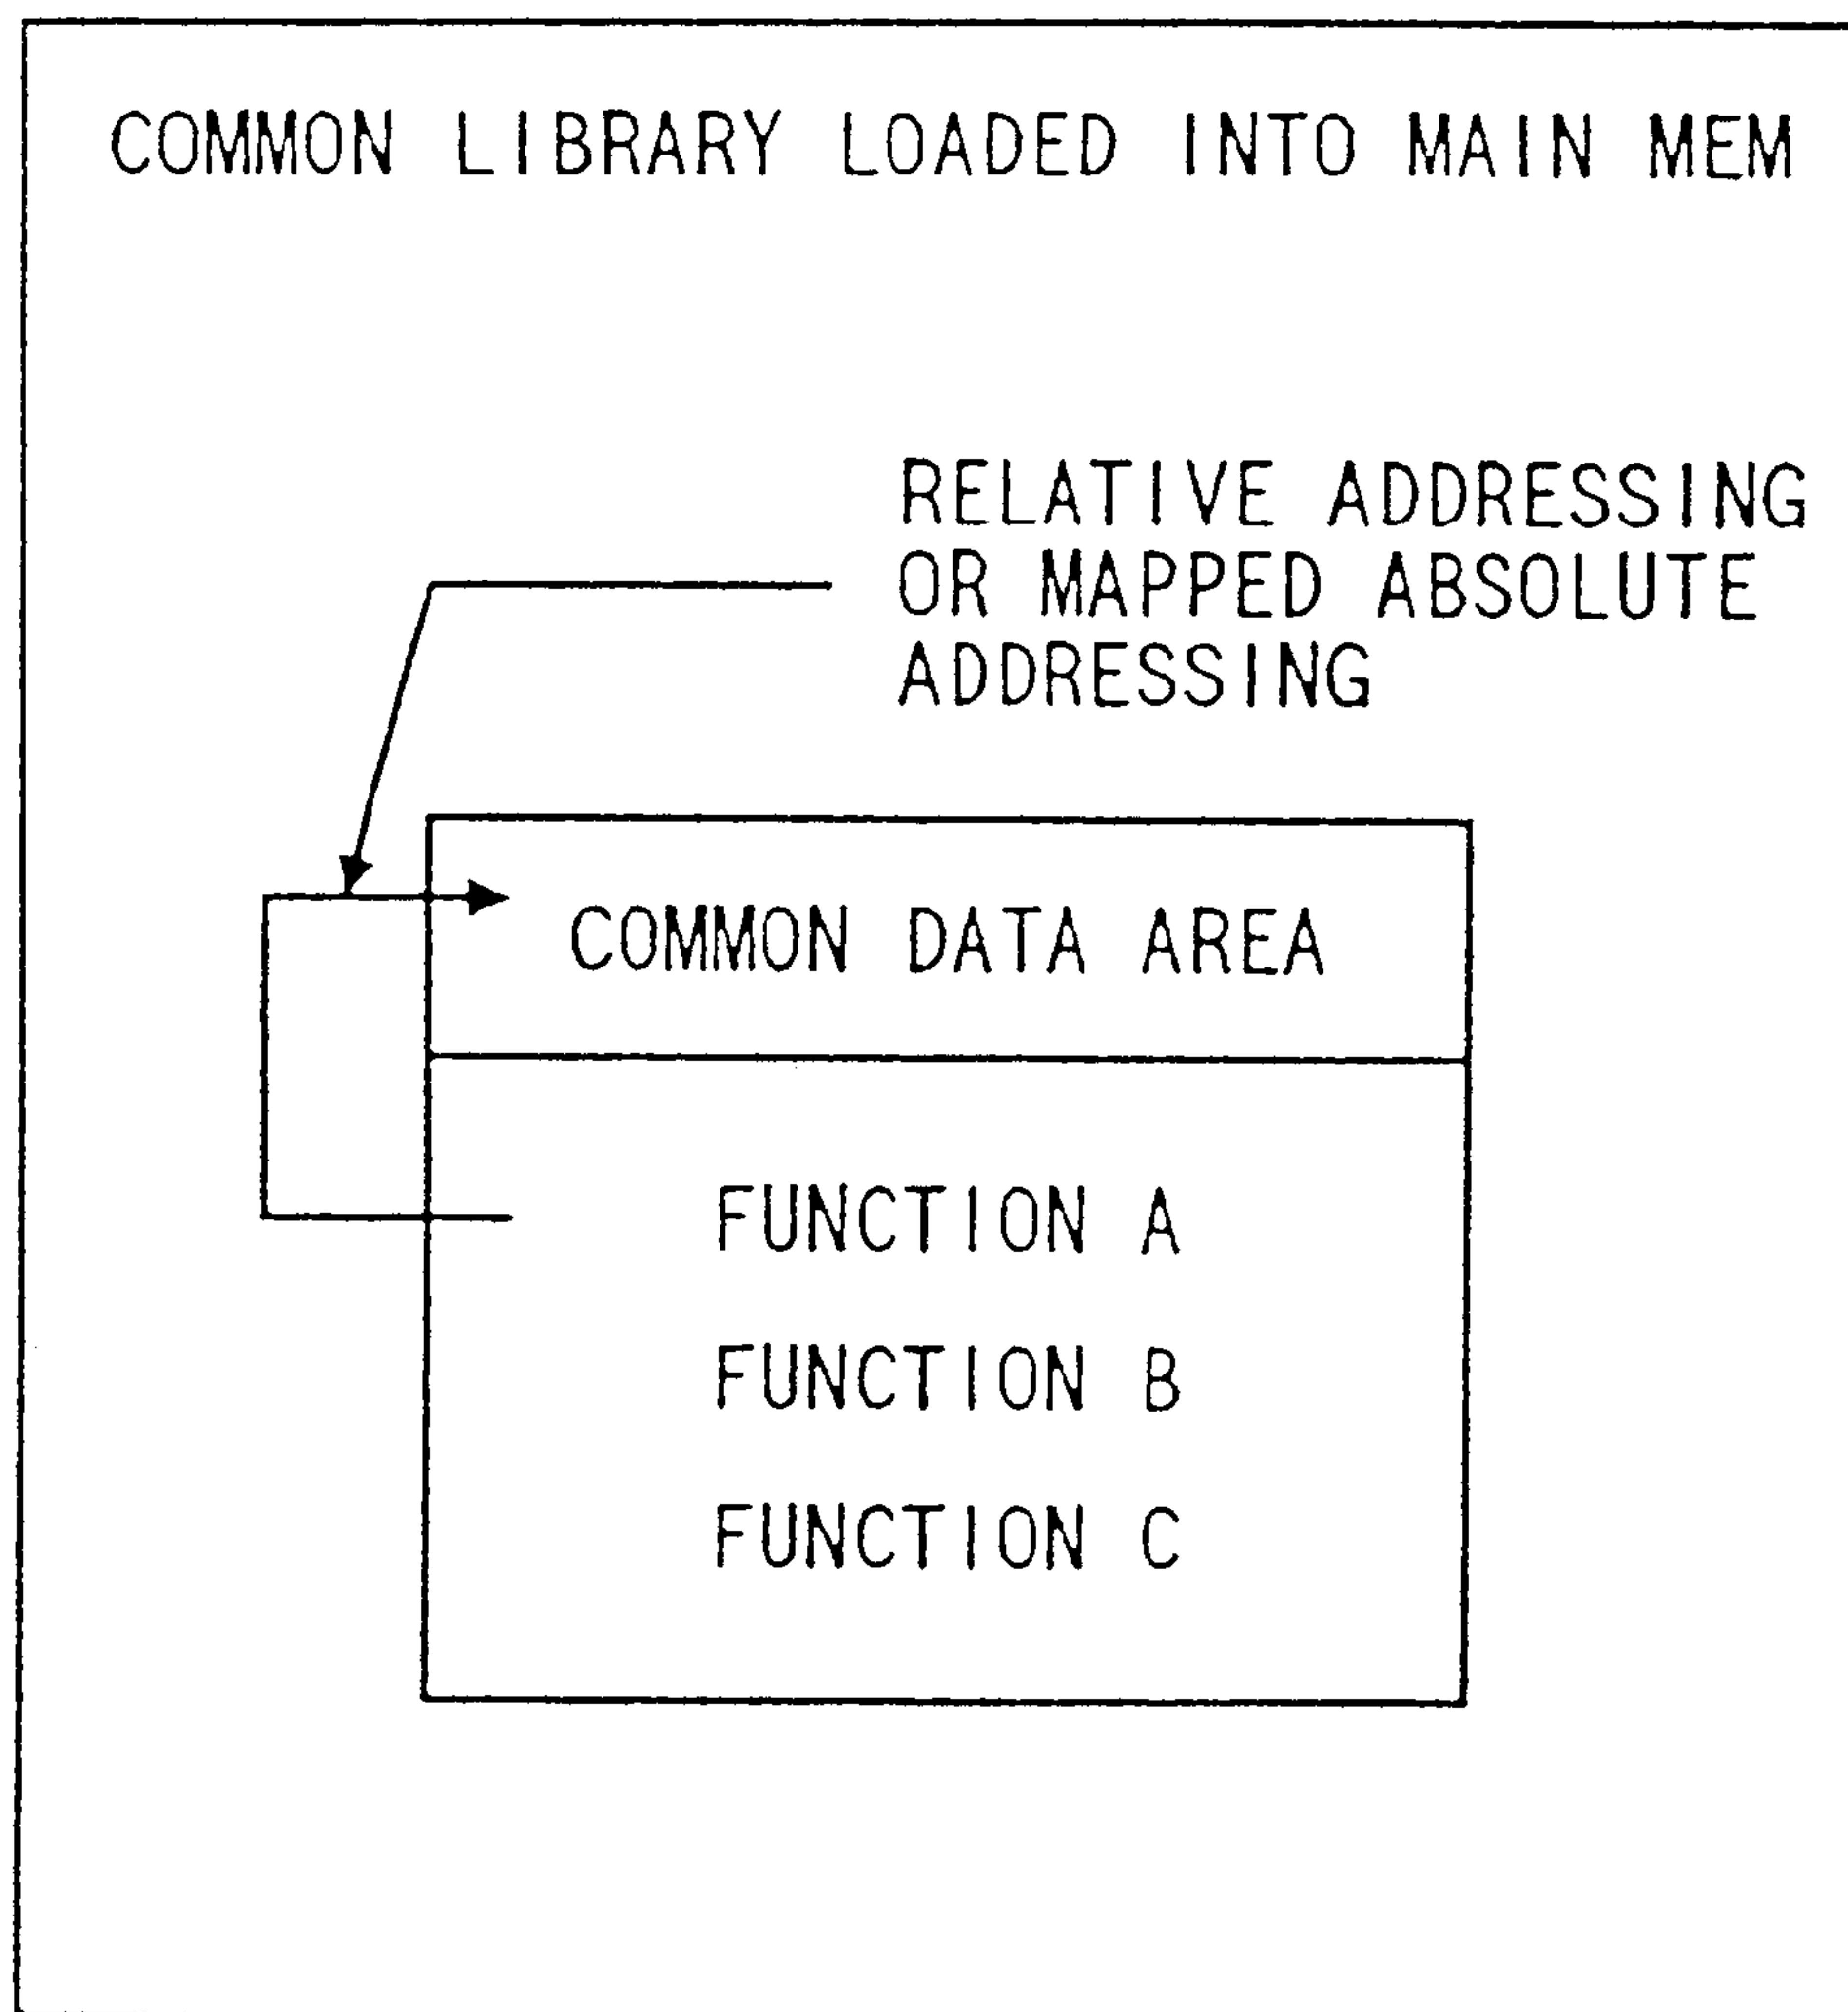 COMMON LIBRARY LOADED INTO MAIN MEM
RELATIVE ADDRESSING
OR MAPPED ABSOLUTE
ADDRESSING
COMMON DATA AREA
FUNCTION A
FUNCTION B
FUNCTION C